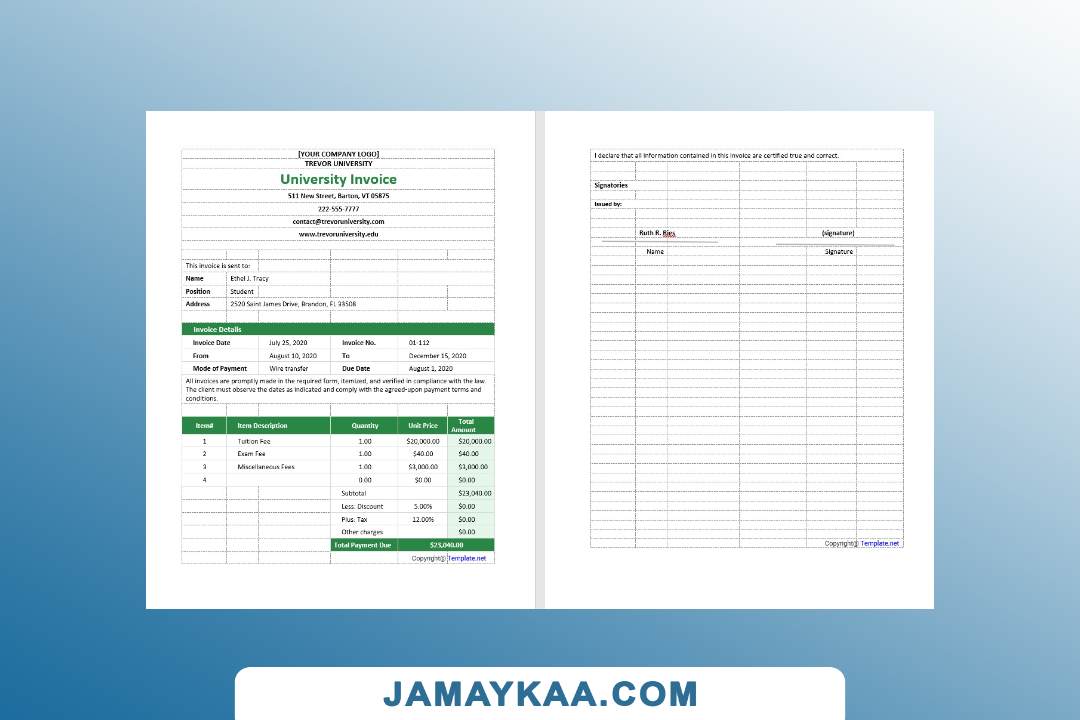 [YOUR COMPANY LOGO]
TREVOR UNIVERSITY
University Invoice
511 New Street, Barton, VT 05875
222-555-7777
contact@trevoruniversity.com
www.trevoruniversity.edu
This invoice is sent to:
Name Ethel J. Tracy
Position Student
Address 2520 Saint James Drive, Brandon, FL 33508
Invoice Details
Invoice Date July 25, 2020 Invoice No. 01-112
From August 10, 2020 To December 15, 2020
Mode of Payment Wire transfer Due Date August 1, 2020
All invoices are promptly made in the required form, itemized, and verified in compliance with the law.
The client must observe the dates as indicated and comply with the agreed-upon payment terms and
conditions.
Item# Item Description Quantity Unit Price Total Amount
1 Tuition Fee 1.00 $20,000.00 $20,000.00
2 Exam Fee 1.00 $40.00 $40.00
3 Miscellaneous Fees 1.00 $3,000.00 $3,000.00
4 0.00 $0.00 $0.00
Subtotal $23,040.00
Less: Discount 5.00% $0.00
Plus: Tax 12.00% $0.00
Other charges $0.00
Total Payment Due $23,040.00
Copyright@ Template.net
I declare that all information contained in this invoice are certified true and correct.
Signatories
Issued by:
Ruth R. Ries (signature)
Name Signature
Copyright@ Template.net
JAMAYKAA.COM